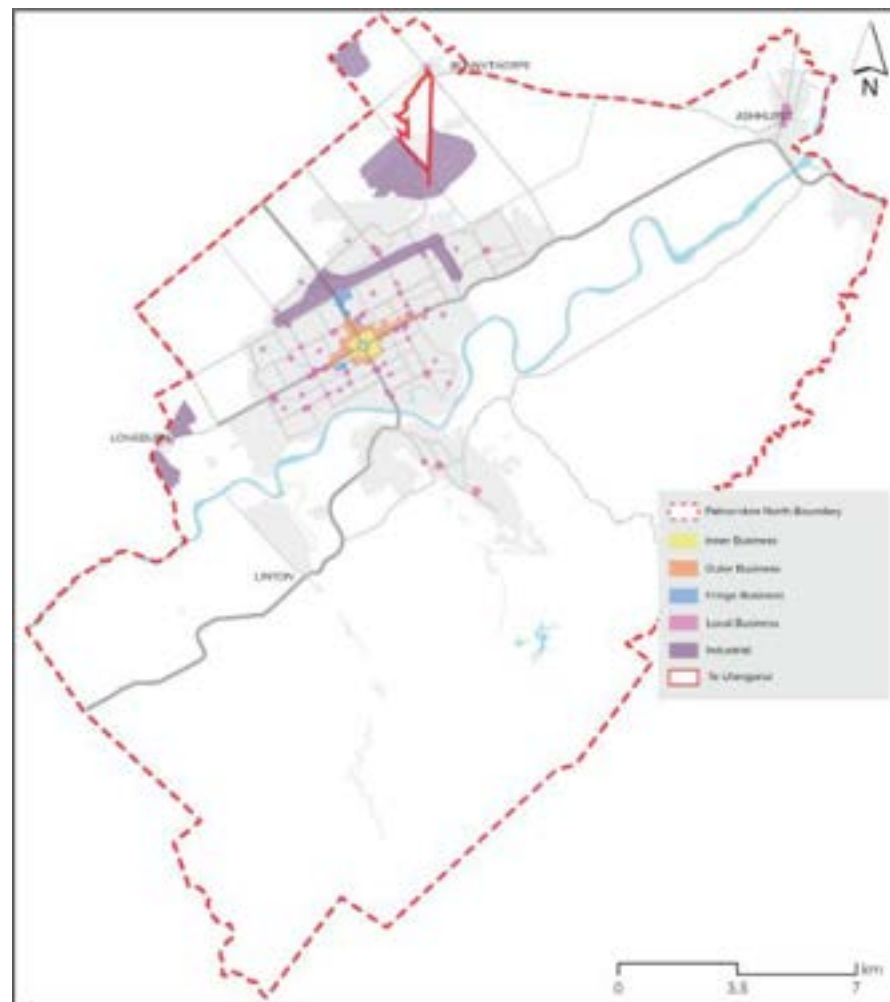 BUNNYTHORPE
N
ASHHURST
LONGBURN
LINTON
Palmerston North Boundary
Inner Business
Outer Business
Fringe Business
Local Business
Industrial
Te Utanganui
km
0 3.5 7